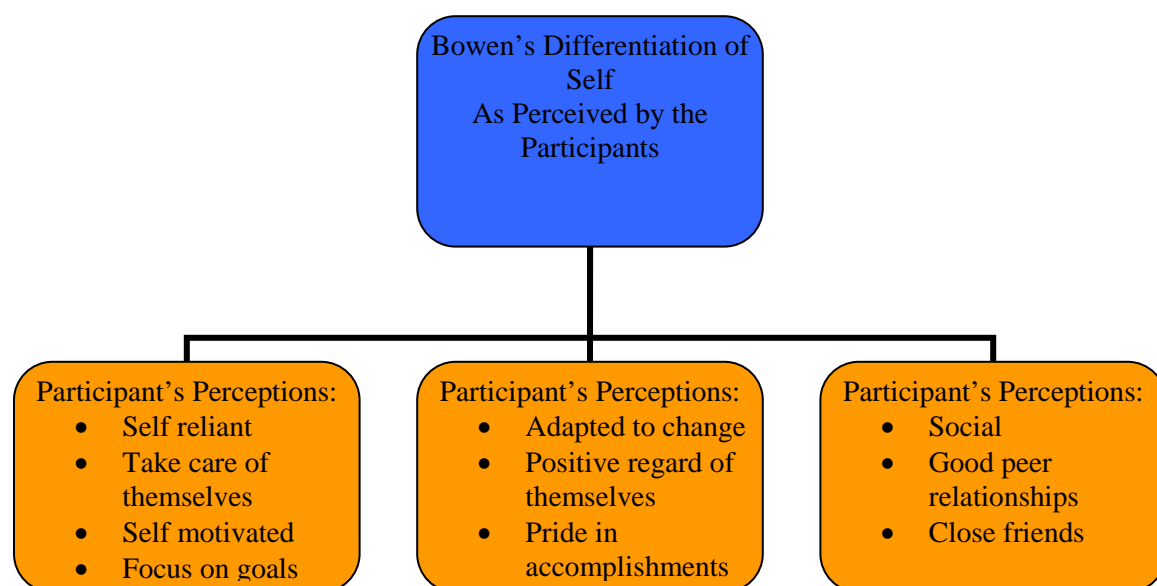 Bowen’s Differentiation of
Self
As Perceived by the
Participants
Participant’s Perceptions:
• Self reliant
• Take care of
themselves
• Self motivated
• Focus on goals
Participant’s Perceptions:
• Adapted to change
• Positive regard of
themselves
• Pride in
accomplishments
Participant’s Perceptions:
• Social
• Good peer
relationships
• Close friends